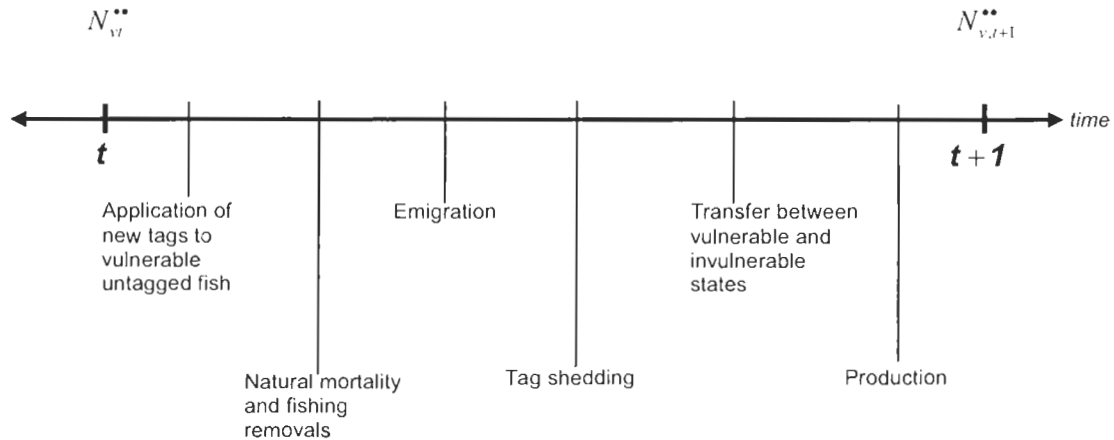 N••vt
N••v,t+1
time
t
t + 1
Application of
new tags to
vulnerable
untagged fish
Emigration
Transfer between
vulnerable and
invulnerable
states
Natural mortality
and fishing
removals
Tag shedding
Production